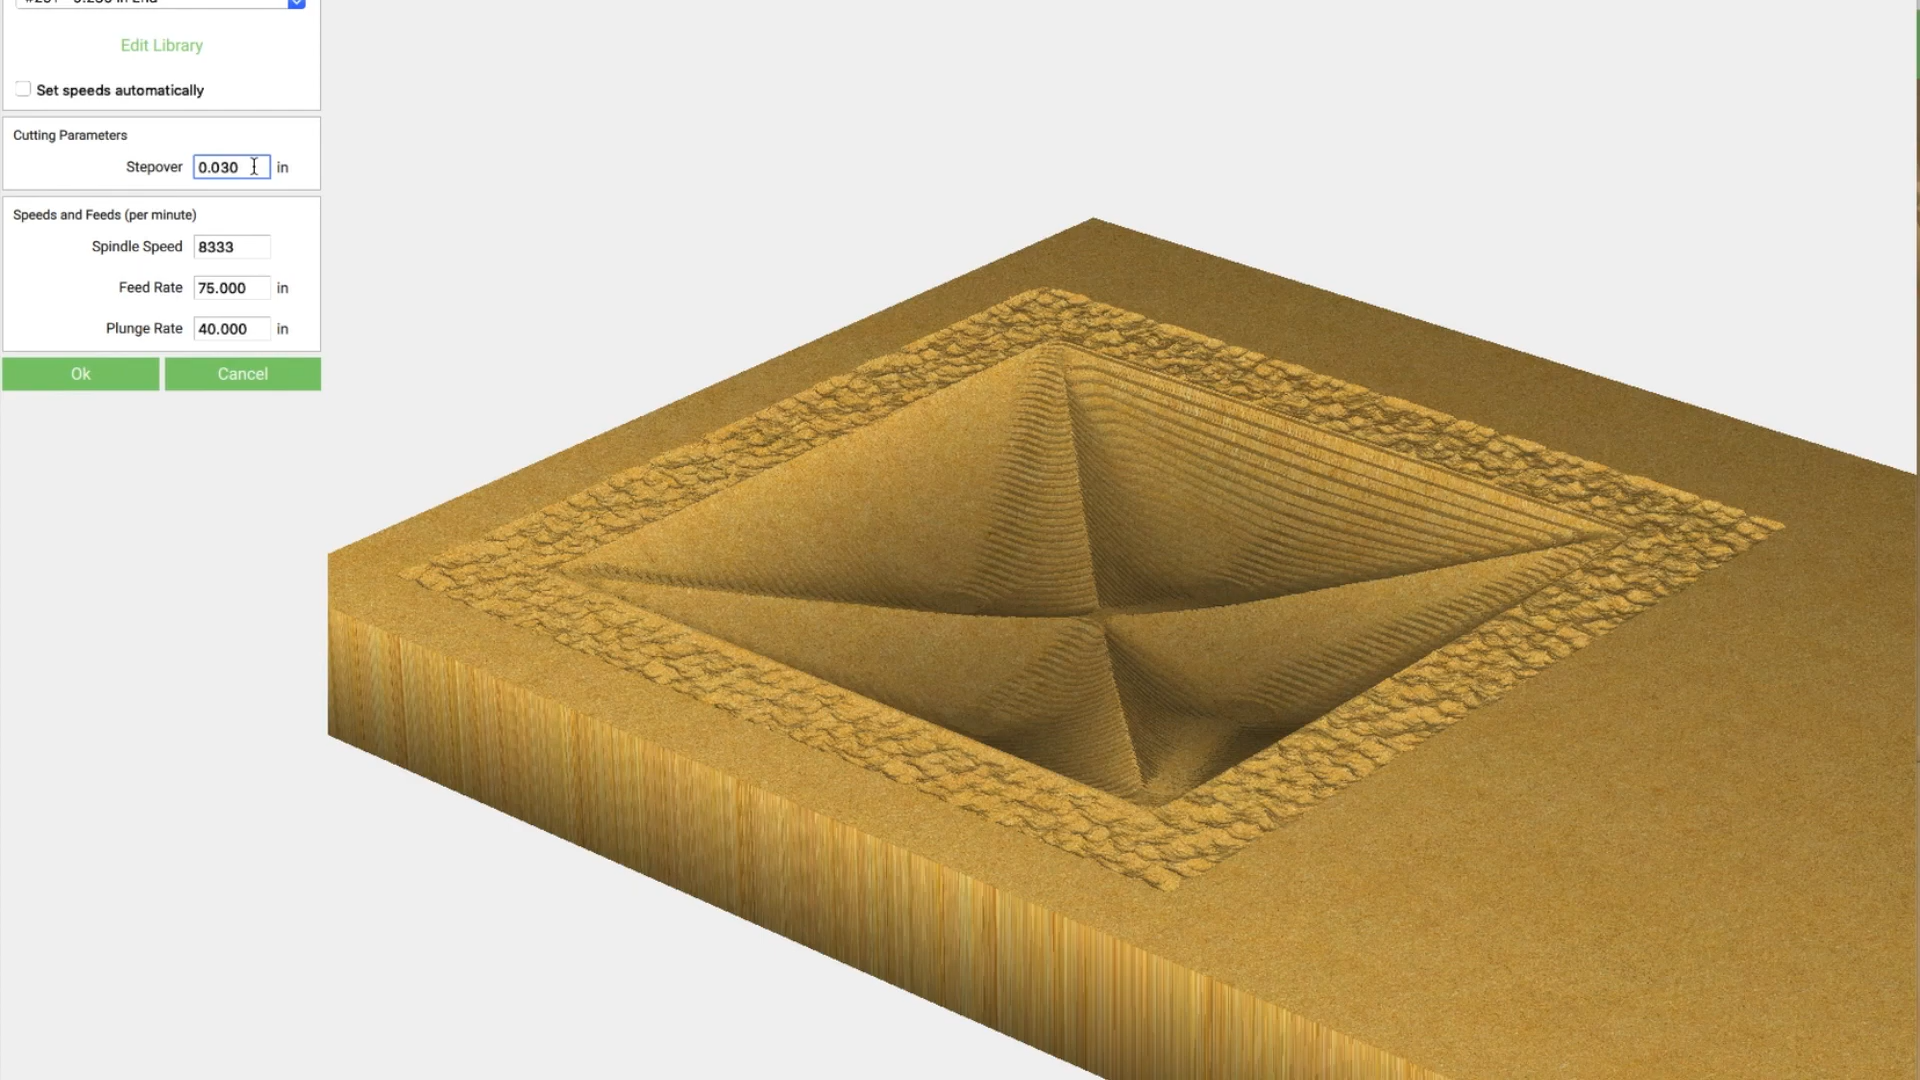 Edit Library
Set speeds automatically
Cutting Parameters
Stepover 0.030 in
Speeds and Feeds (per minute)
Spindle Speed 8333
Feed Rate 75.000 in
Plunge Rate 40.000 in
Ok Cancel